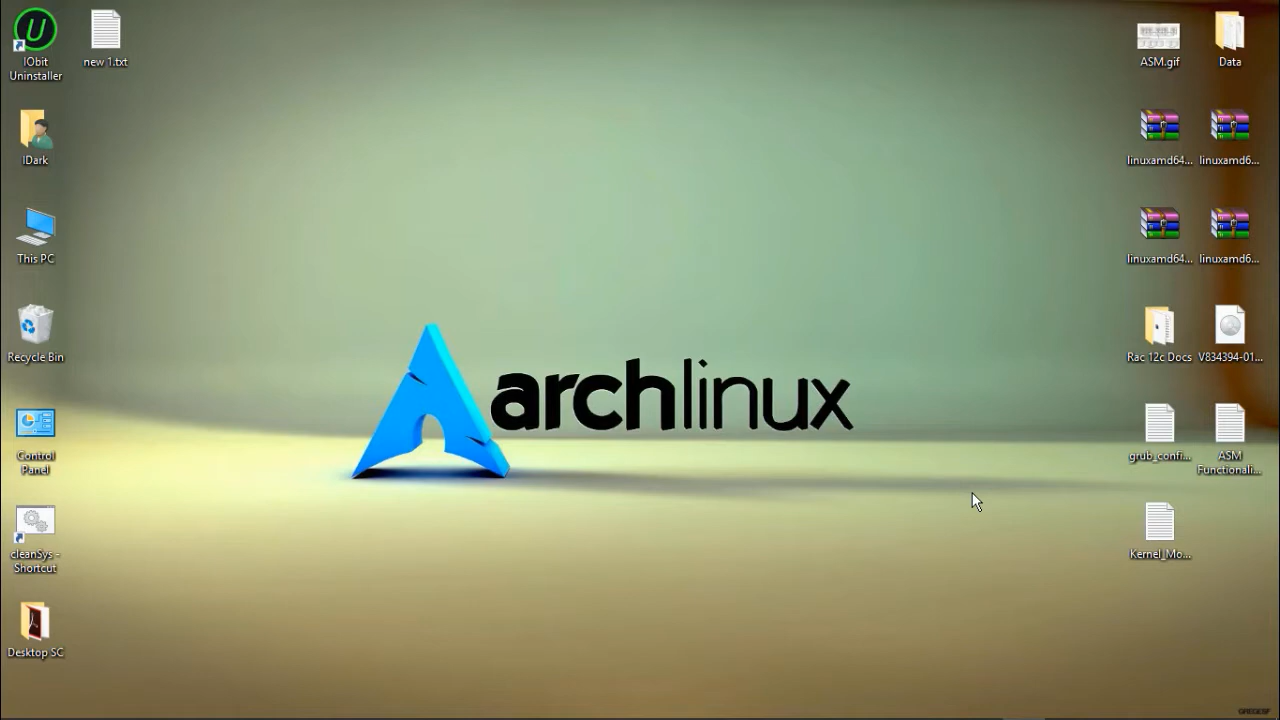 IObit
Uninstaller
new 1.txt
IDark
This PC
Recycle Bin
Control
Panel
cleanSys -
Shortcut
Desktop SC
archlinux
ASM.gif
Data
linuxamd64...
linuxamd6...
linuxamd64...
linuxamd6...
Rac 12c Docs
V834394-01...
grub_confi...
ASM
Functionali...
Kernel_Mo...